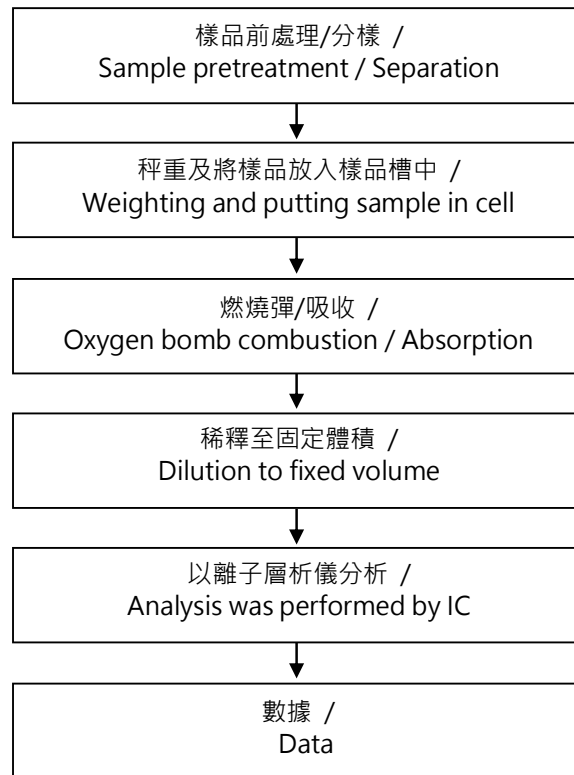 樣品前處理/分樣 /
Sample pretreatment / Separation
秤重及將樣品放入樣品槽中 /
Weighting and putting sample in cell
燃燒彈/吸收 /
Oxygen bomb combustion / Absorption
稀釋至固定體積 /
Dilution to fixed volume
以離子層析儀分析 /
Analysis was performed by IC
數據 /
Data